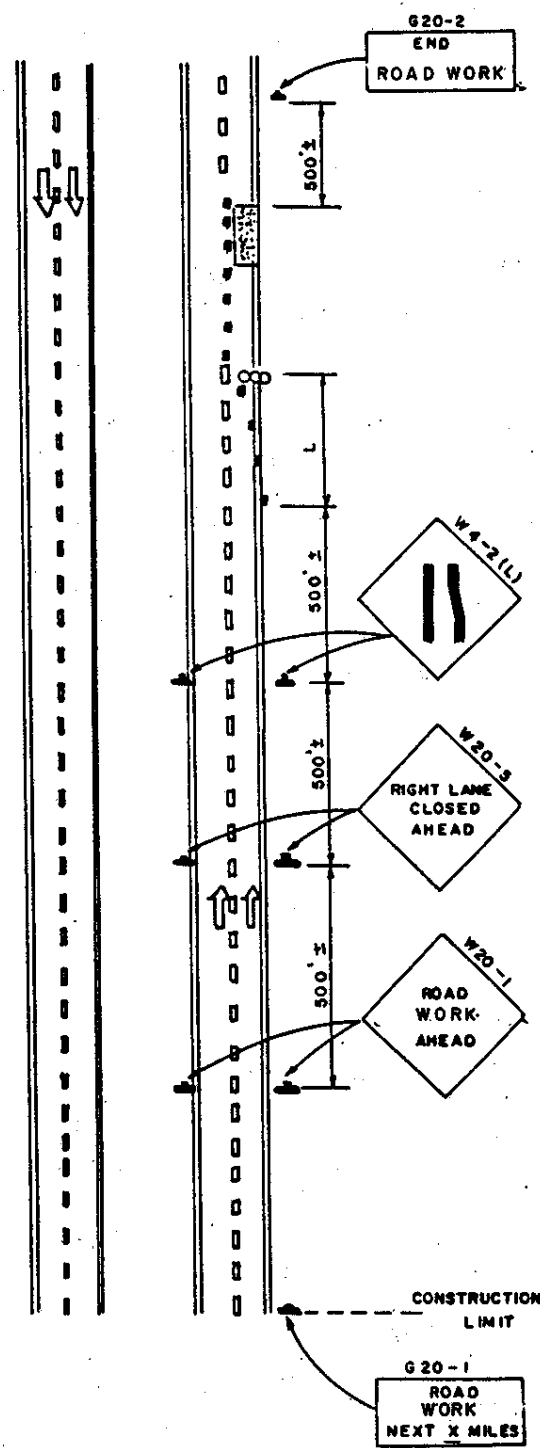 G20-2
END
ROAD WORK
500'±
L
W4-2(L)
500'±
500'±
W20-5
RIGHT LANE
CLOSED
AHEAD
500'±
W20-1
ROAD
WORK
AHEAD
CONSTRUCTION
LIMIT
G20-1
ROAD
WORK
NEXT X MILES